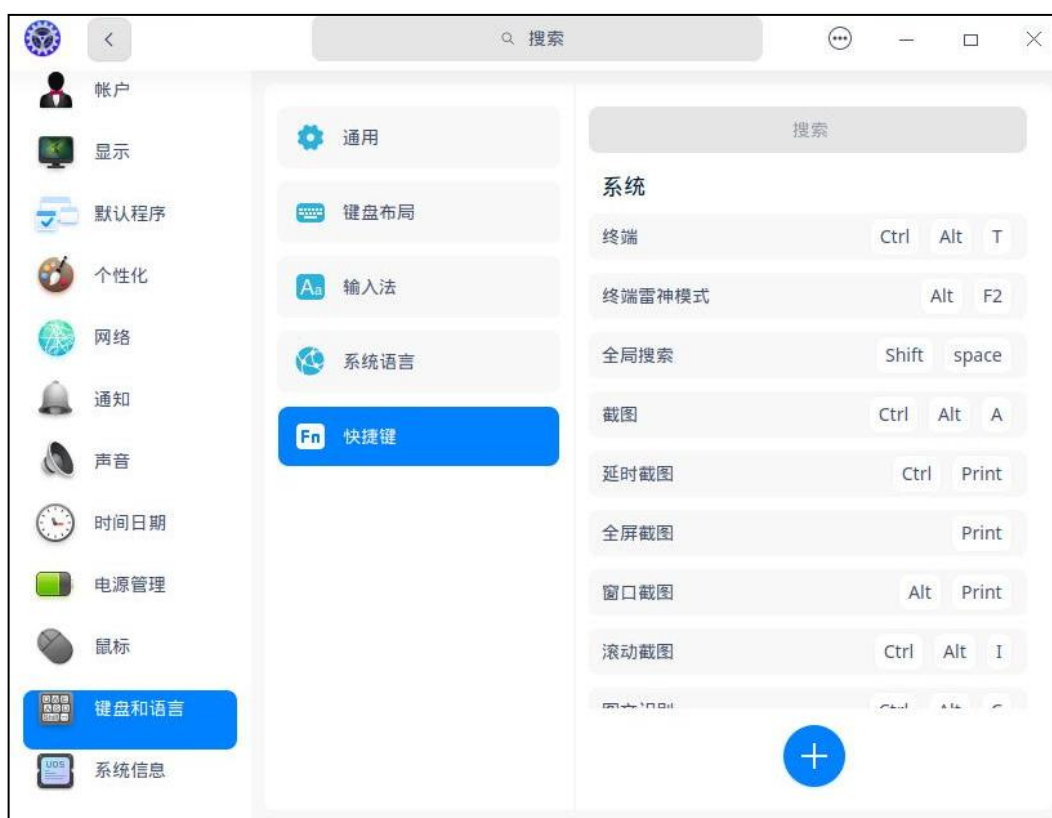 搜索
帐户
显示
默认程序
个性化
网络
通知
声音
时间日期
电源管理
鼠标
键盘和语言
UOS
系统信息
通用
键盘布局
Aa 输入法
系统语言
Fn 快捷键
搜索
系统
终端 Ctrl Alt T
终端雷神模式 Alt F2
全局搜索 Shift space
截图 Ctrl Alt A
延时截图 Ctrl Print
全屏截图 Print
窗口截图 Alt Print
滚动截图 Ctrl Alt I